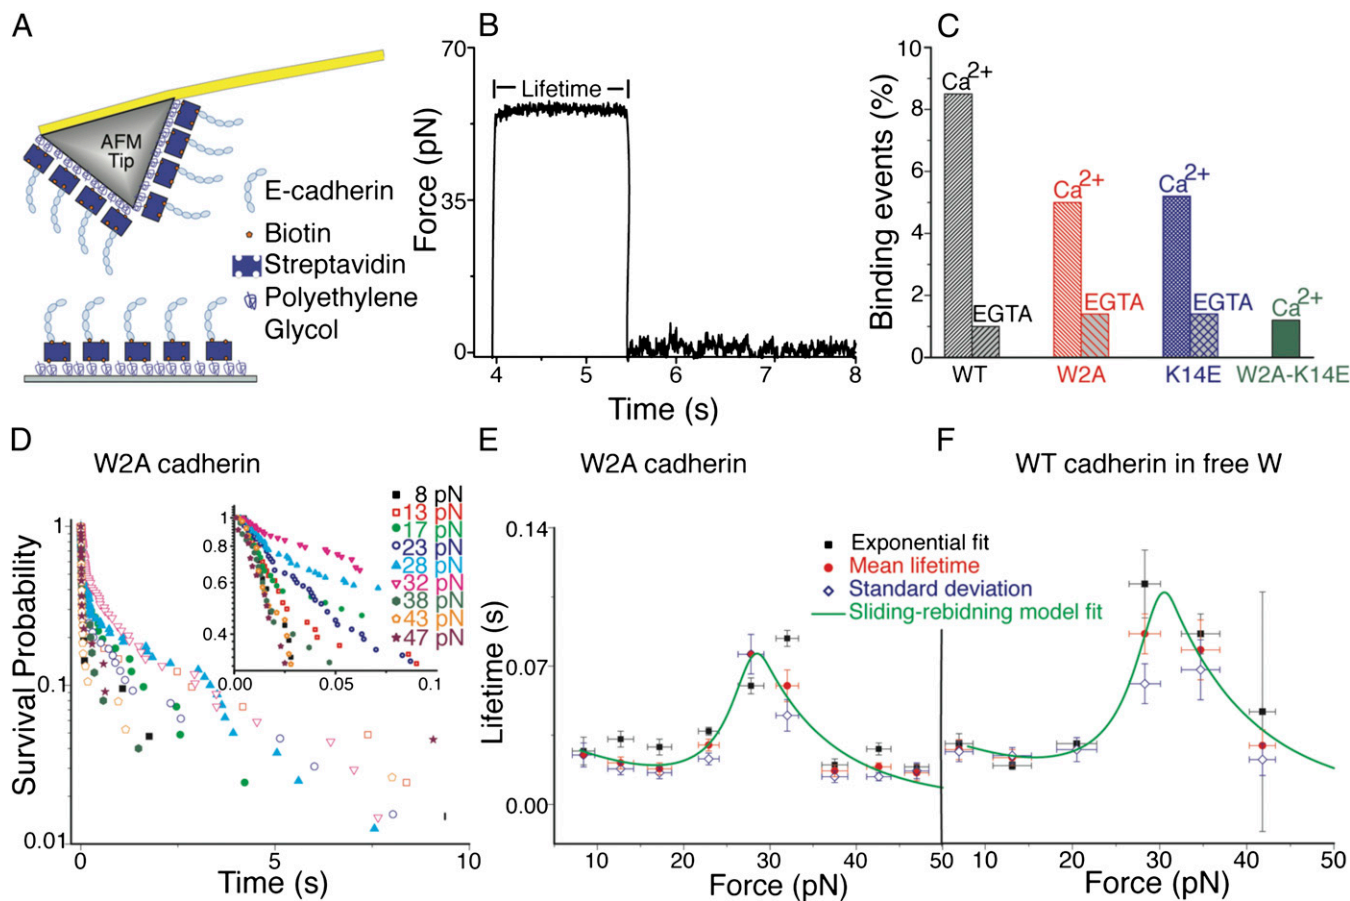 A
AFM
Tip
E-cadherin
Biotin
Streptavidin
Polyethylene
Glycol
B
70
35
0
Force (pN)
Lifetime
4
5
6
7
8
Time (s)
C
10
8
6
4
2
0
Binding events (%)
Ca2+
EGTA
Ca2+
EGTA
Ca2+
EGTA
Ca2+
WT
W2A
K14E
W2A-K14E
D
W2A cadherin
1
0.1
0.01
Survival Probability
0
5
10
Time (s)
1
0.8
0.6
0.4
0.00
0.05
0.1
8 pN
13 pN
17 pN
23 pN
28 pN
32 pN
38 pN
43 pN
47 pN
E
W2A cadherin
0.14
0.07
0.00
Lifetime (s)
10
20
30
40
50
Force (pN)
Exponential fit
Mean lifetime
Standard deviation
Sliding-rebidning model fit
F
WT cadherin in free W
10
20
30
40
50
Force (pN)